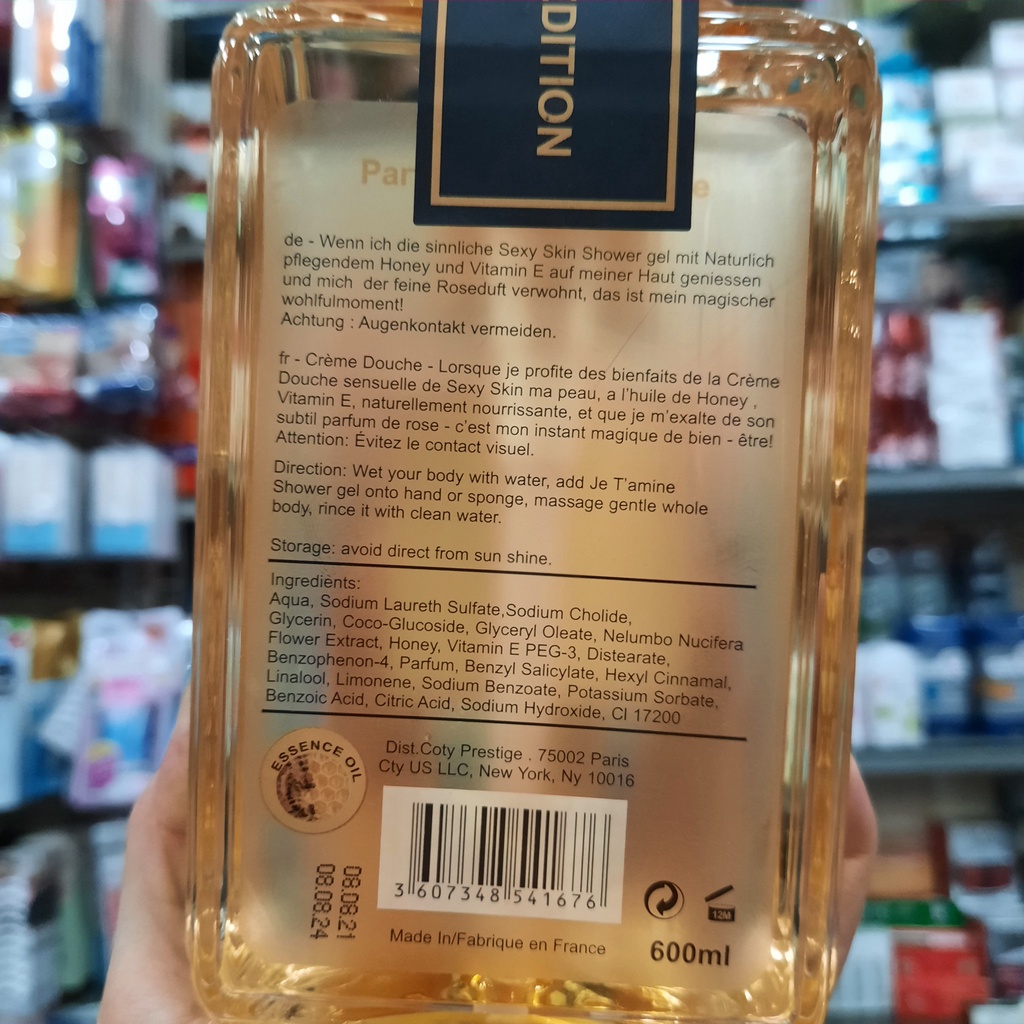 EDITION
Par e
de - Wenn ich die sinnliche Sexy Skin Shower gel mit Naturlich
pflegendem Honey und Vitamin E auf meiner Haut geniessen
und mich der feine Roseduft verwohnt, das ist mein magischer
wohlfulmoment!
Achtung : Augenkontakt vermeiden.
fr - Crème Douche - Lorsque je profite des bienfaits de la Crème
Douche sensuelle de Sexy Skin ma peau, a l'huile de Honey ,
Vitamin E, naturellement nourrissante, et que je m'exalte de son
subtil parfum de rose - c'est mon instant magique de bien - être!
Attention: Évitez le contact visuel.
Direction: Wet your body with water, add Je T'amine
Shower gel onto hand or sponge, massage gentle whole
body, rince it with clean water.
Storage: avoid direct from sun shine.
Ingrediënts:
Aqua, Sodium Laureth Sulfate,Sodium Cholide,
Glycerin, Coco-Glucoside, Glyceryl Oleate, Nelumbo Nucifera
Flower Extract, Honey, Vitamin E PEG-3, Distearate,
Benzophenon-4, Parfum, Benzyl Salicylate, Hexyl Cinnamal,
Linalool, Limonene, Sodium Benzoate, Potassium Sorbate,
Benzoic Acid, Citric Acid, Sodium Hydroxide, CI 17200
ESSENCE OIL
Dist.Coty Prestige . 75002 Paris
Cty US LLC, New York, Ny 10016
3 607348 541676
08.08.21
08.08.24
12M
Made In/Fabrique en France
600ml